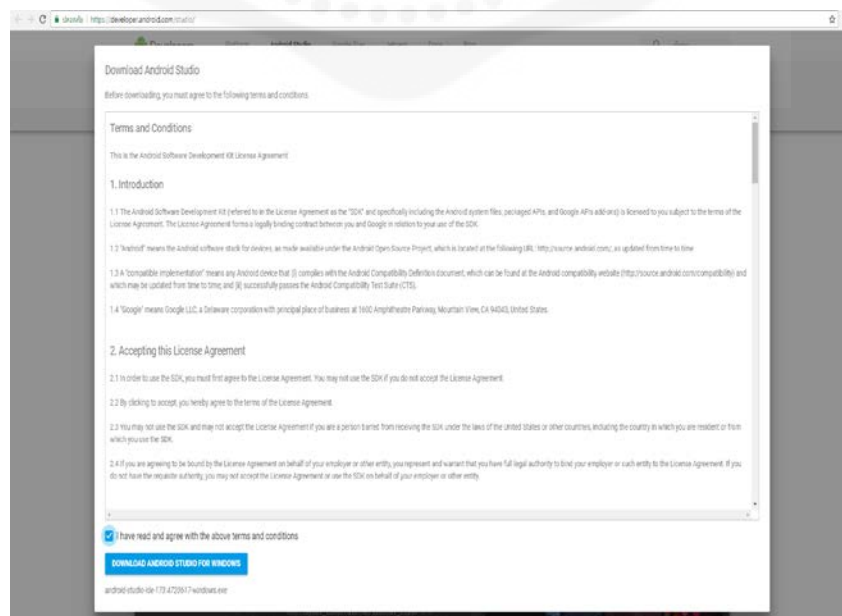 https://developer.android.com/studio/
Download Android Studio
Before downloading, you must agree to the following terms and conditions.
Terms and Conditions
This is the Android Software Development Kit License Agreement
1. Introduction
1.1 The Android Software Development Kit (referred to in the License Agreement as the "SDK" and specifically including the Android system files, packaged APIs, and Google APIs add-ons) is licensed to you subject to the terms of the
License Agreement. The License Agreement forms a legally binding contract between you and Google in relation to your use of the SDK.
1.2 "Android" means the Android software stack for devices, as made available under the Android Open Source Project, which is located at the following URL: http://source.android.com/, as updated from time to time.
1.3 A "compatible implementation" means any Android device that (i) complies with the Android Compatibility Definition document, which can be found at the Android compatibility website (http://source.android.com/compatibility) and
which may be updated from time to time; and (ii) successfully passes the Android Compatibility Test Suite (CTS).
1.4 "Google" means Google LLC, a Delaware corporation with principal place of business at 1600 Amphitheatre Parkway, Mountain View, CA 94043, United States.
2. Accepting this License Agreement
2.1 In order to use the SDK, you must first agree to the License Agreement. You may not use the SDK if you do not accept the License Agreement.
2.2 By clicking to accept, you hereby agree to the terms of the License Agreement.
2.3 You may not use the SDK and may not accept the License Agreement if you are a person barred from receiving the SDK under the laws of the United States or other countries, including the country in which you are resident or from
which you use the SDK.
2.4 If you are agreeing to be bound by the License Agreement on behalf of your employer or other entity, you represent and warrant that you have full legal authority to bind your employer or such entity to the License Agreement. If you
do not have the requisite authority, you may not accept the License Agreement or use the SDK on behalf of your employer or other entity.
I have read and agree with the above terms and conditions
DOWNLOAD ANDROID STUDIO FOR WINDOWS
android-studio-ide-173.4720617-windows.exe